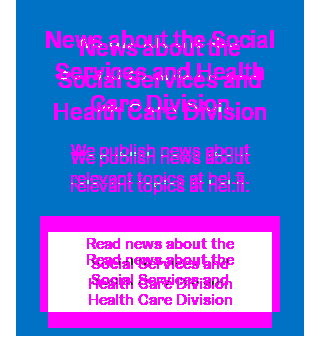 News about the Social
News about the
Services and Health
Social Services and
Care Division
Health Care Division
We publish news about
We publish news about
relevant topics at hel.fi.
relevant topics at hel.fi.
Read news about the
Read news about the
Social Services and
Social Services and
Health Care Division
Health Care Division